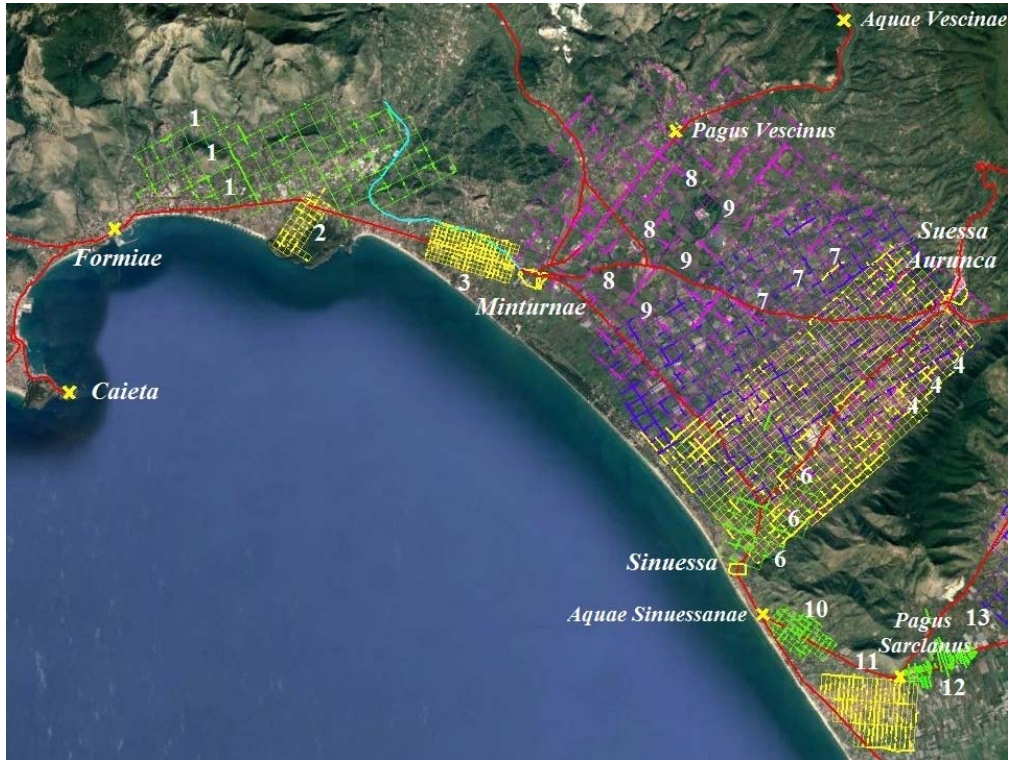 Aquae Vescinae
1
Pagus Vescinus
1
8
1
9
2
8
Suessa
Aurunca
Formiae
9
7
3
8
7
Minturnae
9
7
4
Caieta
4
4
6
6
Sinuessa
6
Aquae Sinuessanae
10
Pagus
Sarclanus
13
11
12